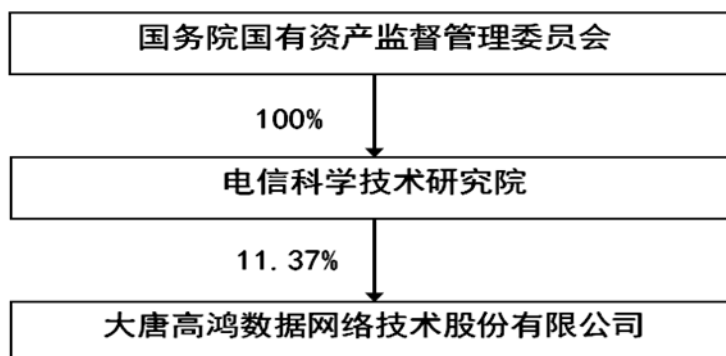 国务院国有资产监督管理委员会
100%
电信科学技术研究院
11.37%
大唐高鸿数据网络技术股份有限公司